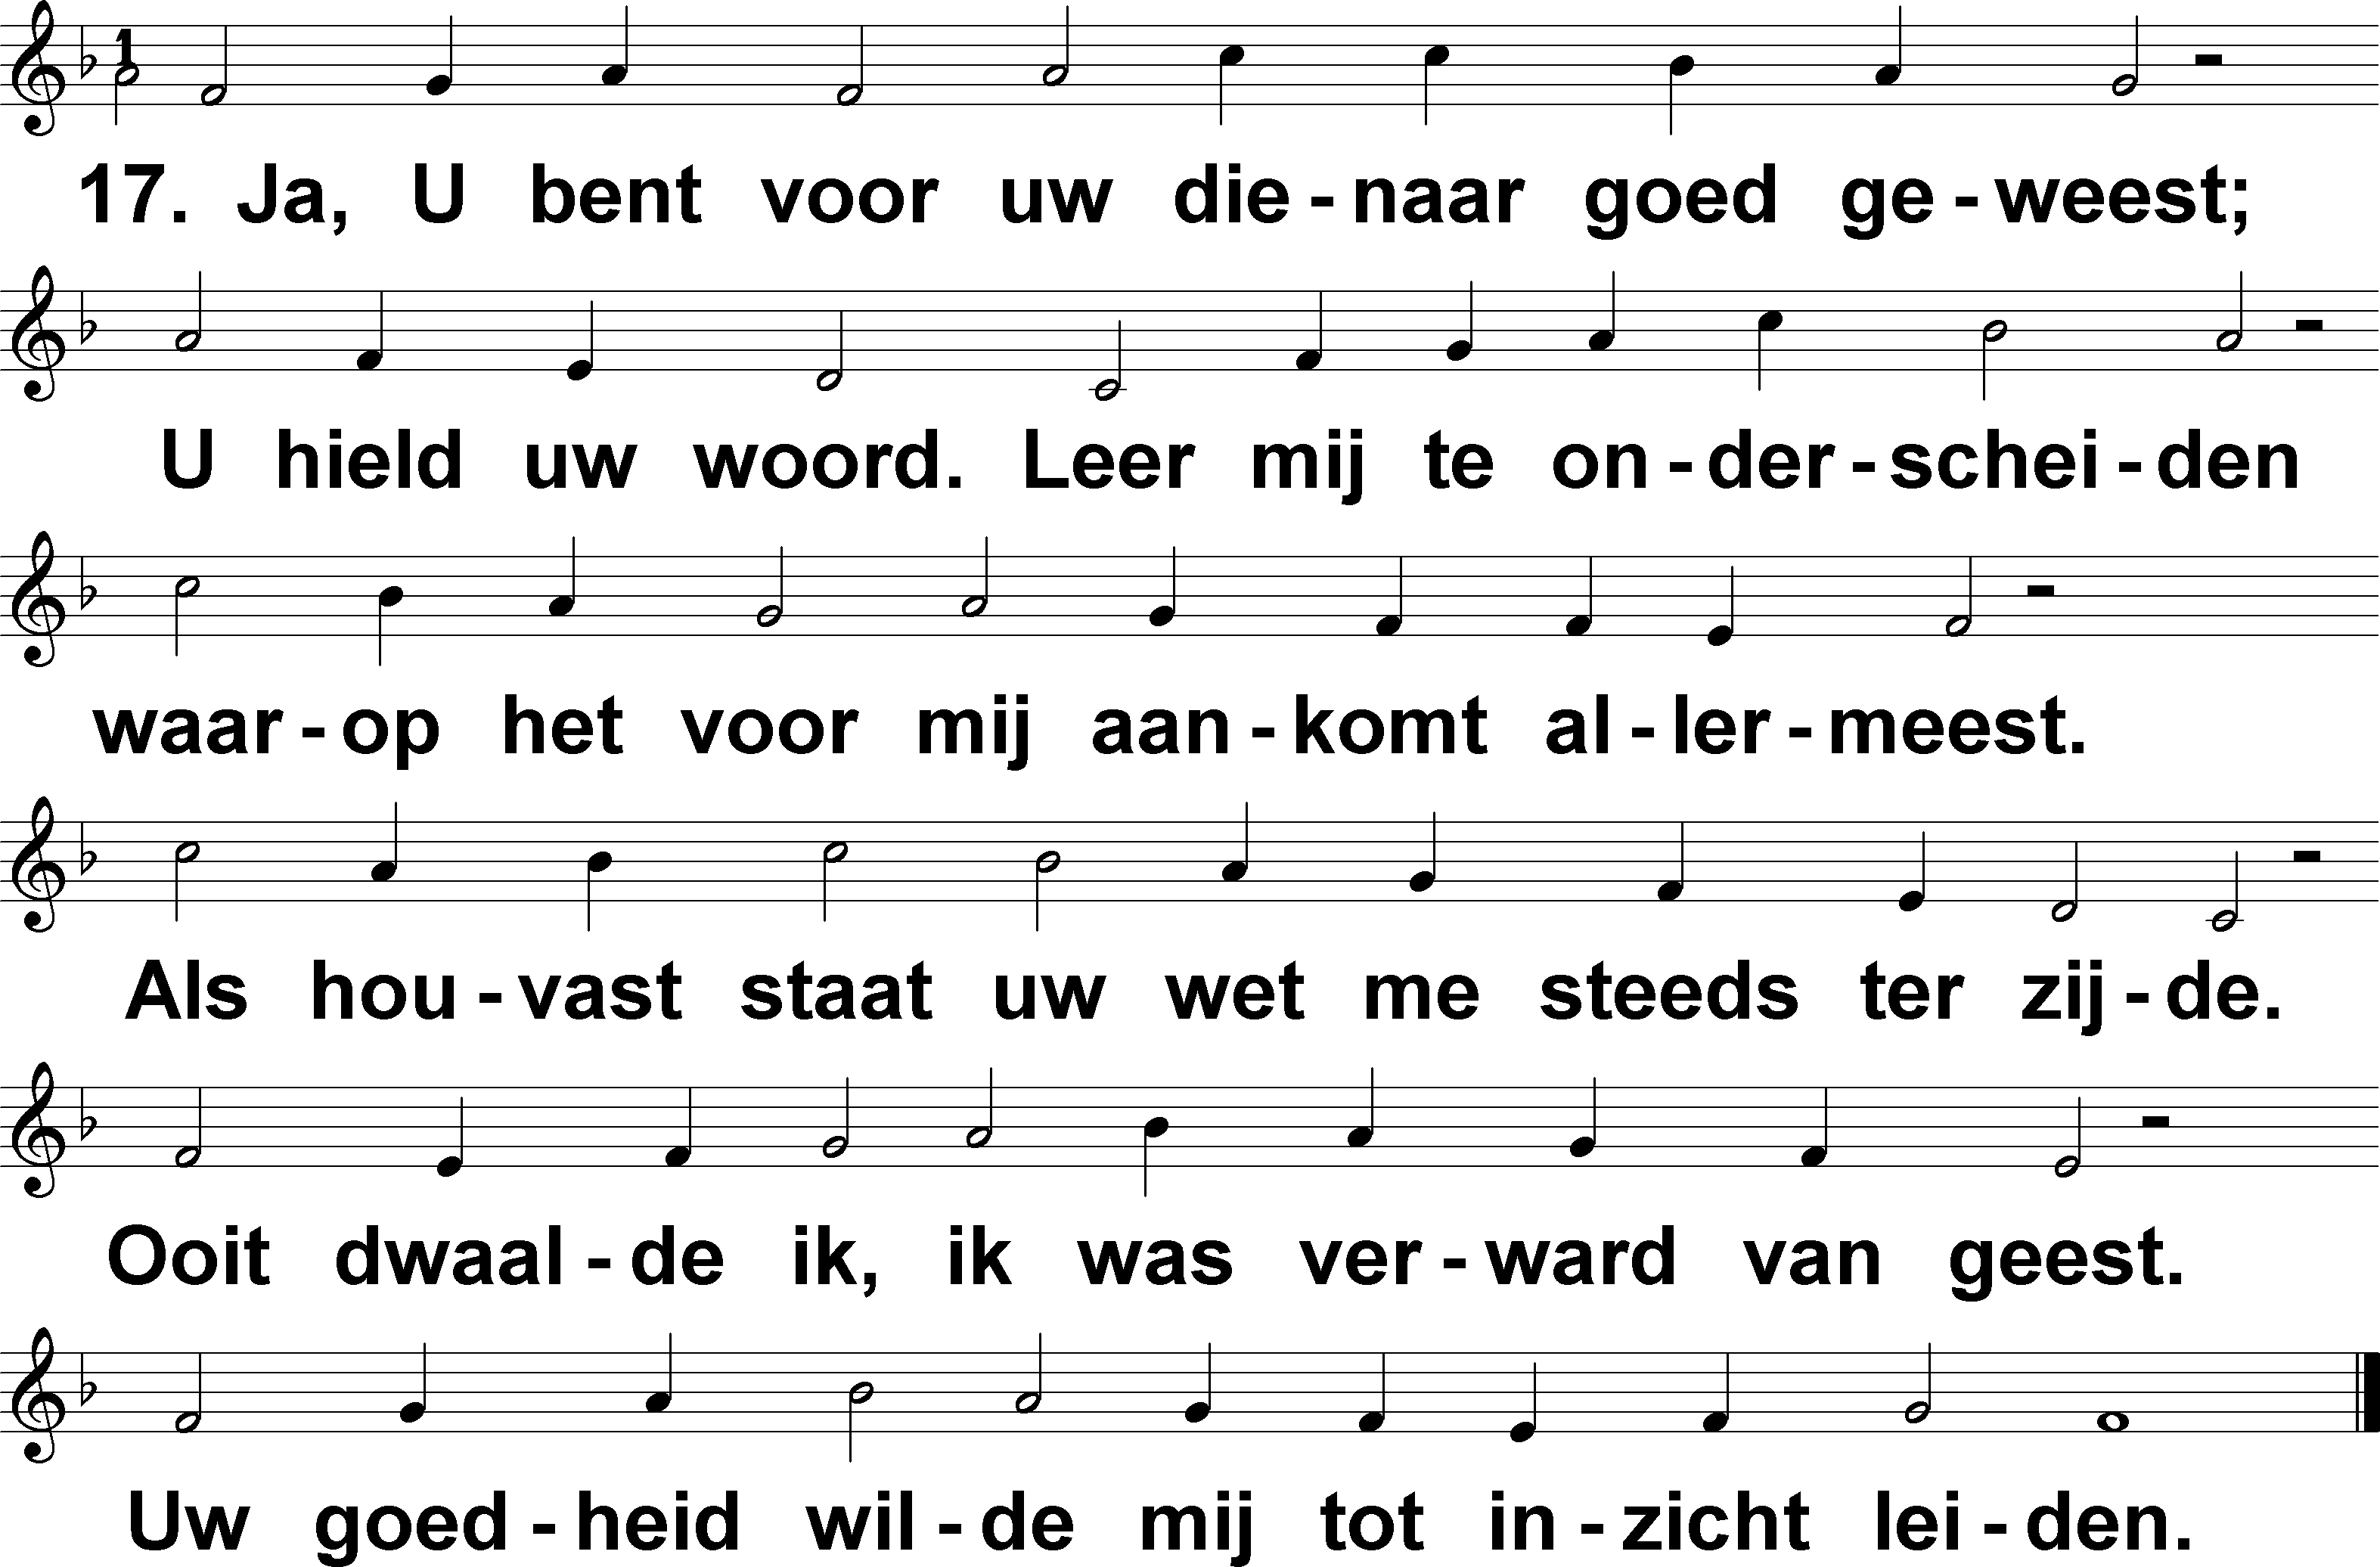 17. Ja, U bent voor uw die-naar goed ge-weest;
U hield uw woord. Leer mij te on-der-schei-den
waar-op het voor mij aan-komt al-ler-meest.
Als hou-vast staat uw wet me steeds ter zij-de.
Ooit dwaal-de ik, ik was ver-ward van geest.
Uw goed-heid wil-de mij tot in-zicht lei-den.